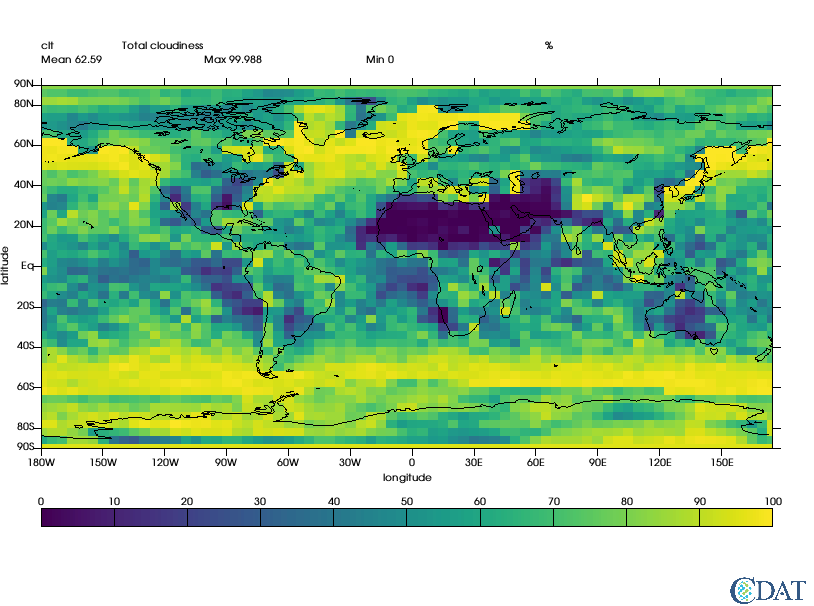 clt Total cloudiness %
Mean 62.59 Max 99.988 Min 0
90N
80N
60N
40N
20N
Eq
20S
40S
60S
80S
90S
latitude
180W 150W 120W 90W 60W 30W 0 30E 60E 90E 120E 150E
longitude
0 10 20 30 40 50 60 70 80 90 100
CDAT